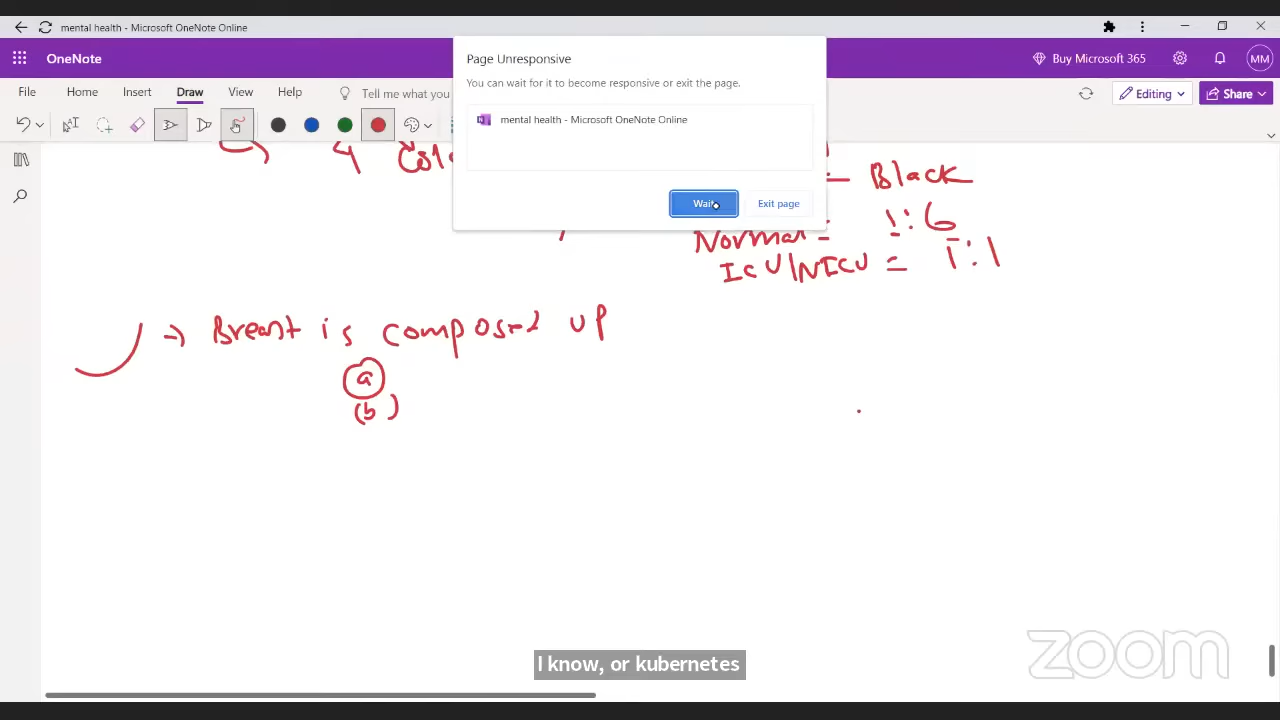 mental health - Microsoft OneNote Online
OneNote
Buy Microsoft 365
MM
File Home Insert Draw View Help Tell me what you
Editing Share
Page Unresponsive
You can wait for it to become responsive or exit the page.
mental health - Microsoft OneNote Online
Wait Exit page
4
Black
Normal = 1:6
ICU/NICU = 1:1
=> Breast is composed up
(a)
(b)
I know, or kubernetes
zoom